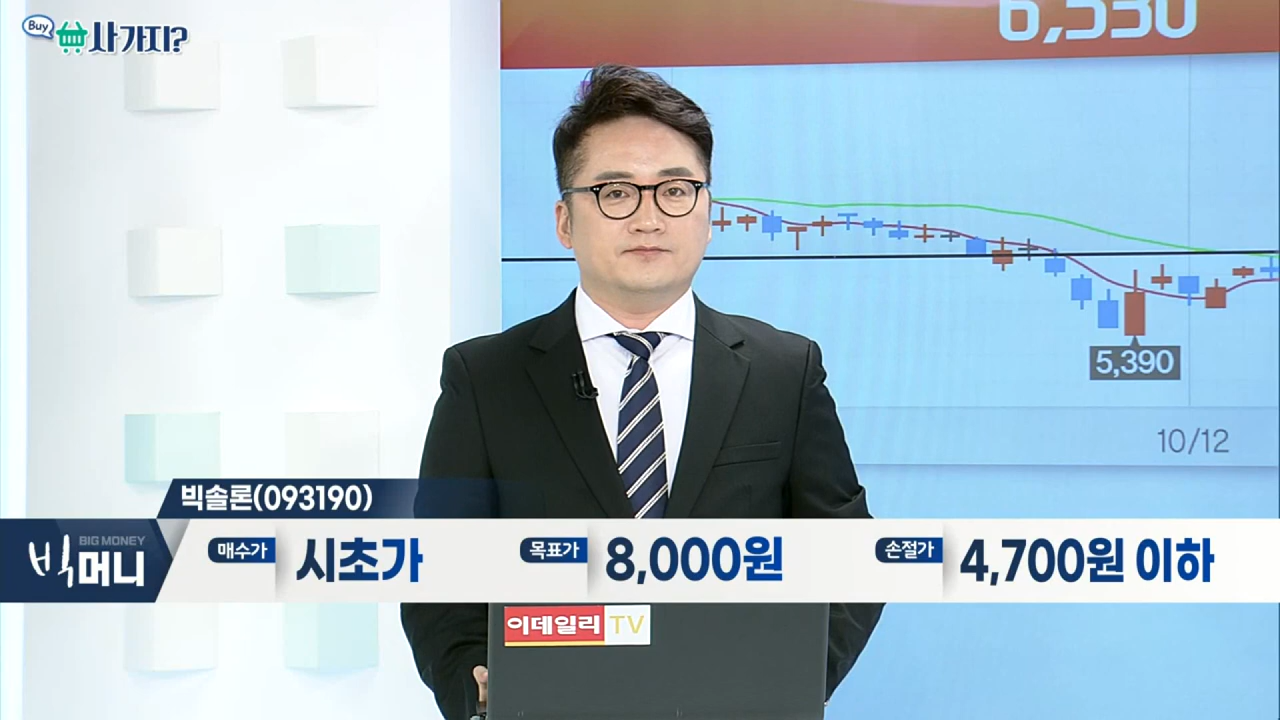 Buy
사가지?
6,530
5,390
10/12
빅솔론(093190)
BIG MONEY
빅머니
매수가 시초가 목표가 8,000원 손절가 4,700원 이하
이데일리 TV